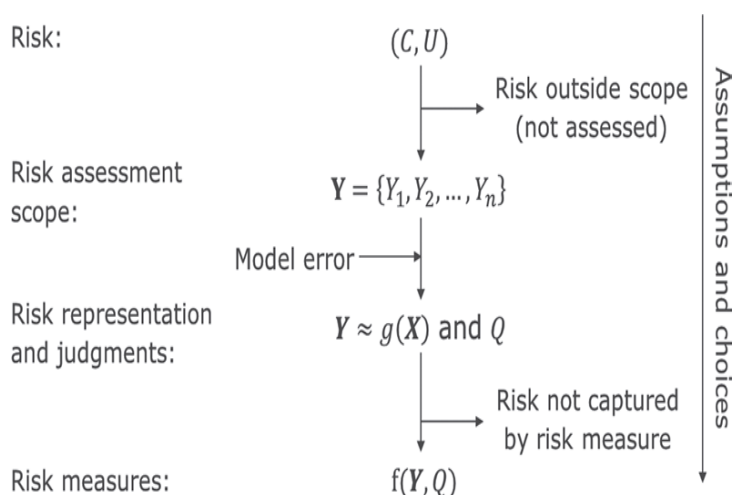 Risk:
(C,U)
Risk outside scope
(not assessed)
Risk assessment
scope:
Y = {Y₁,Y₂,...,Yₙ}
Model error
Risk representation
and judgments:
Y ≈ g(X) and Q
Risk not captured
by risk measure
Risk measures:
f(Y,Q)
Assumptions and choices